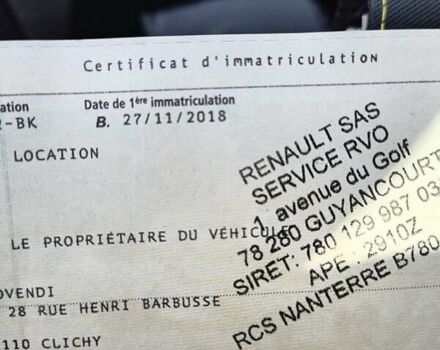 Certificat d'immatriculation
ation Date de 1ère immatriculation
-BK B. 27/11/2018
LOCATION
LE PROPRIÉTAIRE DU VÉHICULE
OVENDI
28 RUE HENRI BARBUSSE
110 CLICHY
RENAULT SAS
SERVICE RVO
1, avenue du Golf
78 280 GUYANCOURT
SIRET: 780 129 987 03
APE : 2910Z
RCS NANTERRE B780